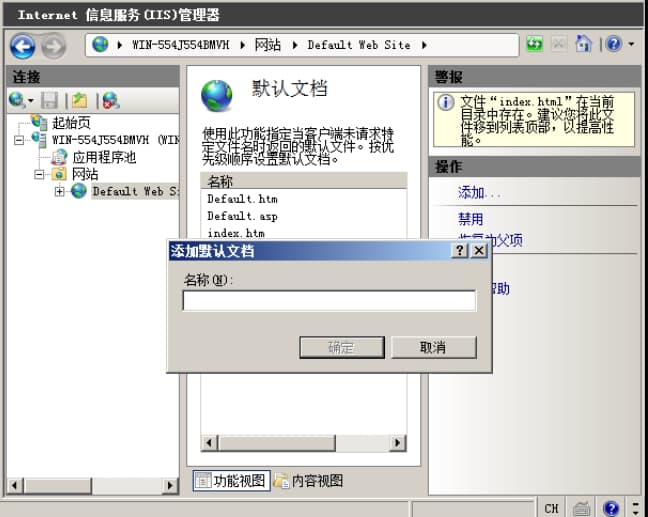 Internet 信息服务(IIS)管理器
WIN-554J554BMVH
网站
Default Web Site
连接
起始页
WIN-554J554BMVH (WIN
应用程序池
网站
Default Web S
默认文档
使用此功能指定当客户端未请求特
定文件名时返回的默认文件。按优
先级顺序设置默认文档。
名称
Default.htm
Default.asp
index.htm
警报
文件“index.html”在当前
目录中存在。建议您将此文
件移到列表顶部，以提高性
能。
操作
添加...
禁用
恢复为父项
帮助
添加默认文档
名称(N):
确定
取消
功能视图
内容视图
CH